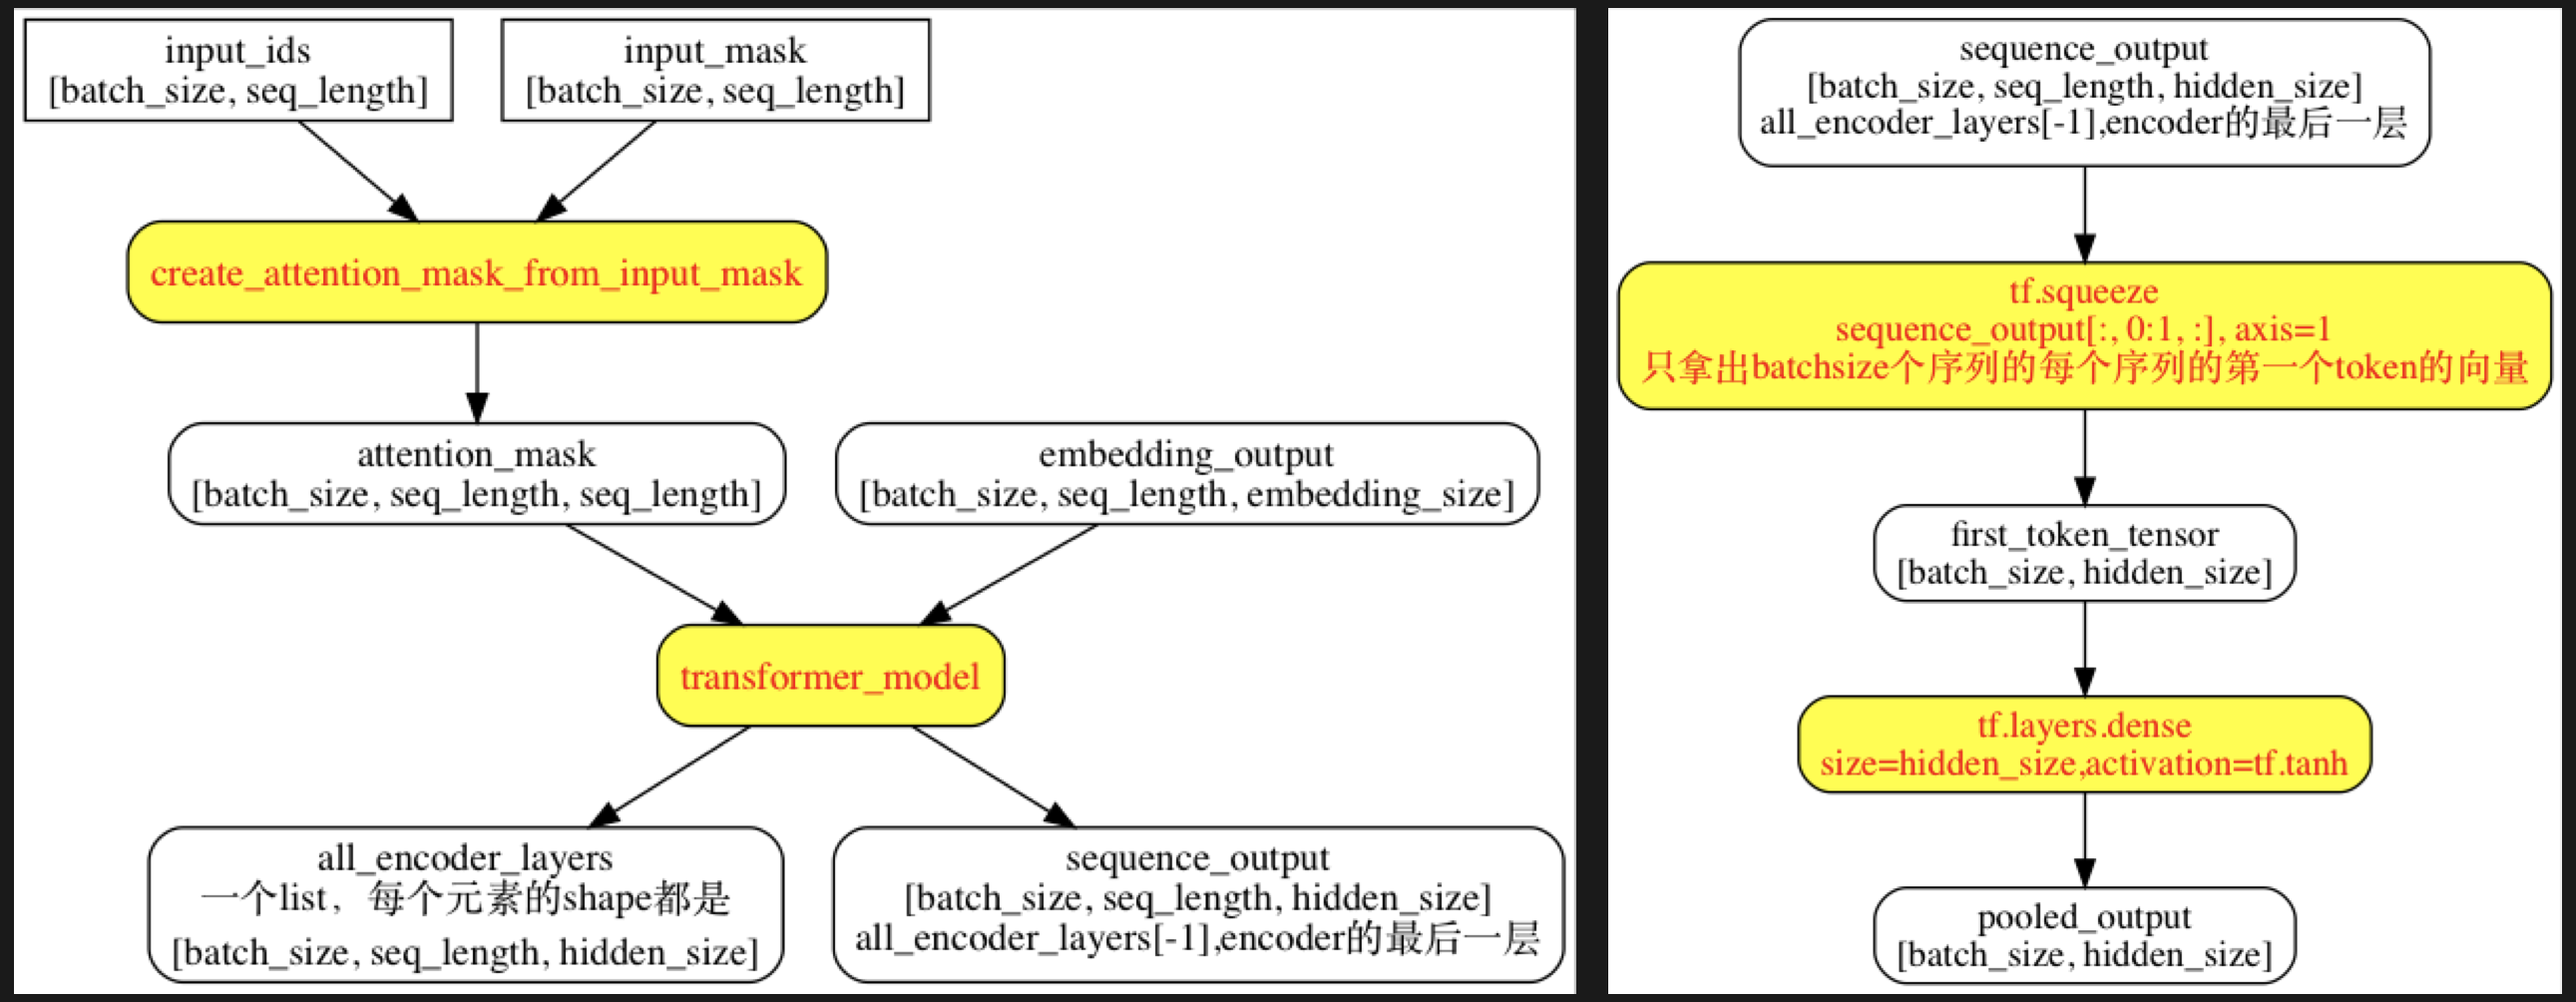 input_ids
[batch_size, seq_length]
input_mask
[batch_size, seq_length]
create_attention_mask_from_input_mask
attention_mask
[batch_size, seq_length, seq_length]
embedding_output
[batch_size, seq_length, embedding_size]
transformer_model
all_encoder_layers
一个list，每个元素的shape都是
[batch_size, seq_length, hidden_size]
sequence_output
[batch_size, seq_length, hidden_size]
all_encoder_layers[-1],encoder的最后一层
sequence_output
[batch_size, seq_length, hidden_size]
all_encoder_layers[-1],encoder的最后一层
tf.squeeze
sequence_output[:, 0:1, :], axis=1
只拿出batchsize个序列的每个序列的第一个token的向量
first_token_tensor
[batch_size, hidden_size]
tf.layers.dense
size=hidden_size,activation=tf.tanh
pooled_output
[batch_size, hidden_size]